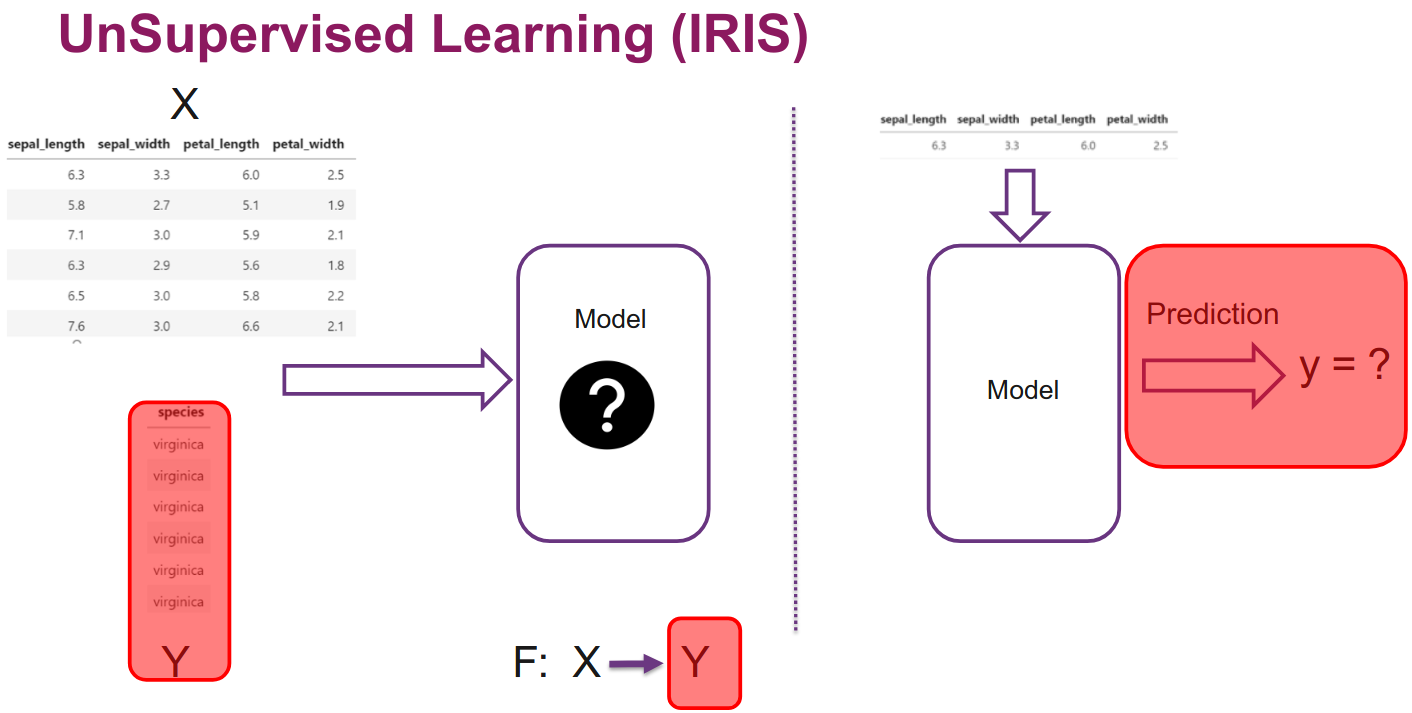 UnSupervised Learning (IRIS)
X
sepal_length sepal_width petal_length petal_width
6.3 3.3 6.0 2.5
5.8 2.7 5.1 1.9
7.1 3.0 5.9 2.1
6.3 2.9 5.6 1.8
6.5 3.0 5.8 2.2
7.6 3.0 6.6 2.1
species
virginica
virginica
virginica
virginica
virginica
virginica
Y
Model
?
F: X Y
sepal_length sepal_width petal_length petal_width
6.3 3.3 6.0 2.5
Model
Prediction
y = ?